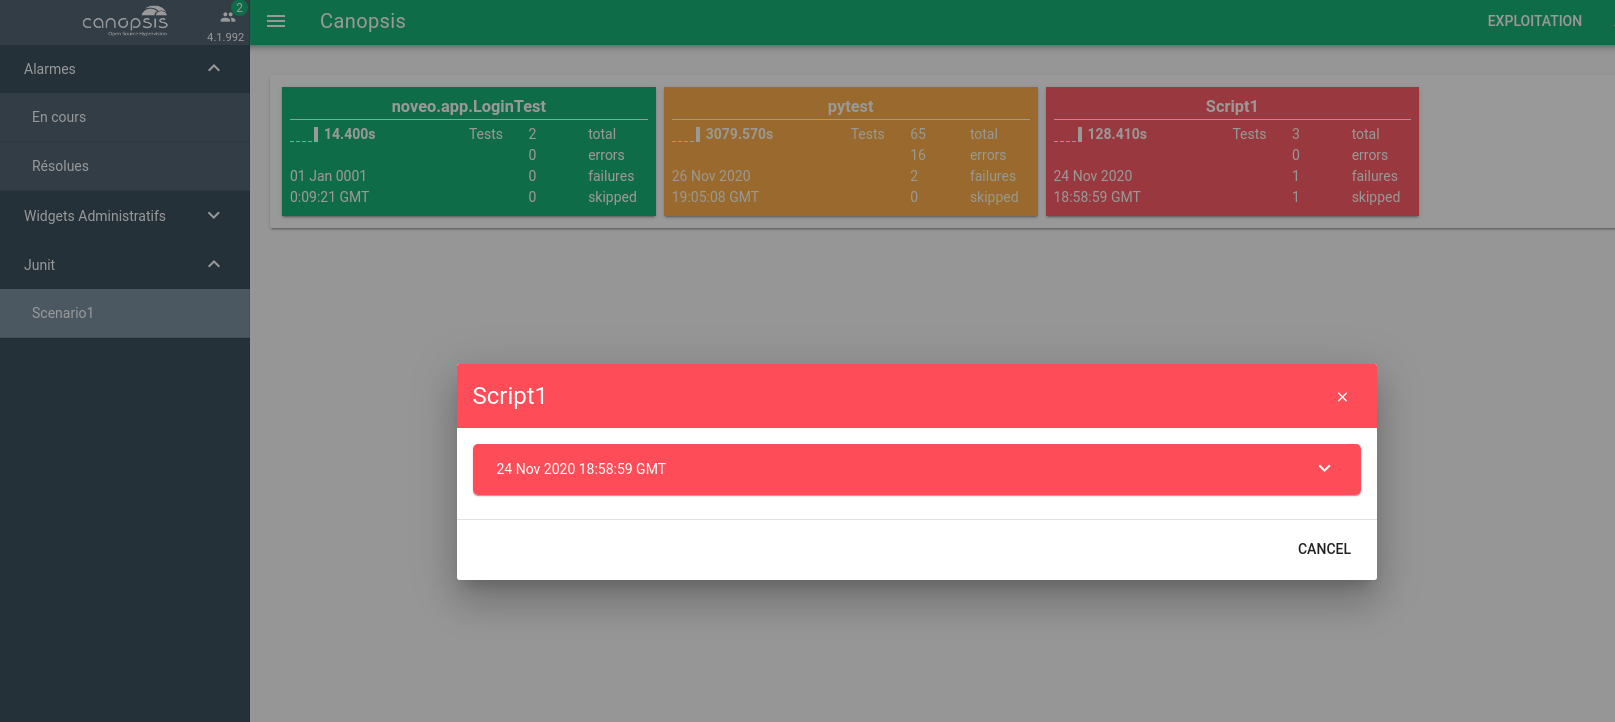 canopsis
Open Source Hypervision
2
4.1.992
Canopsis
EXPLOITATION
Alarmes
En cours
Résolues
Widgets Administratifs
Junit
Scenario1
noveo.app.LoginTest
14.400s Tests 2 total
0 errors
01 Jan 0001 0 failures
0:09:21 GMT 0 skipped
pytest
3079.570s Tests 65 total
16 errors
26 Nov 2020 2 failures
19:05:08 GMT 0 skipped
Script1
128.410s Tests 3 total
0 errors
24 Nov 2020 1 failures
18:58:59 GMT 1 skipped
Script1
24 Nov 2020 18:58:59 GMT
CANCEL